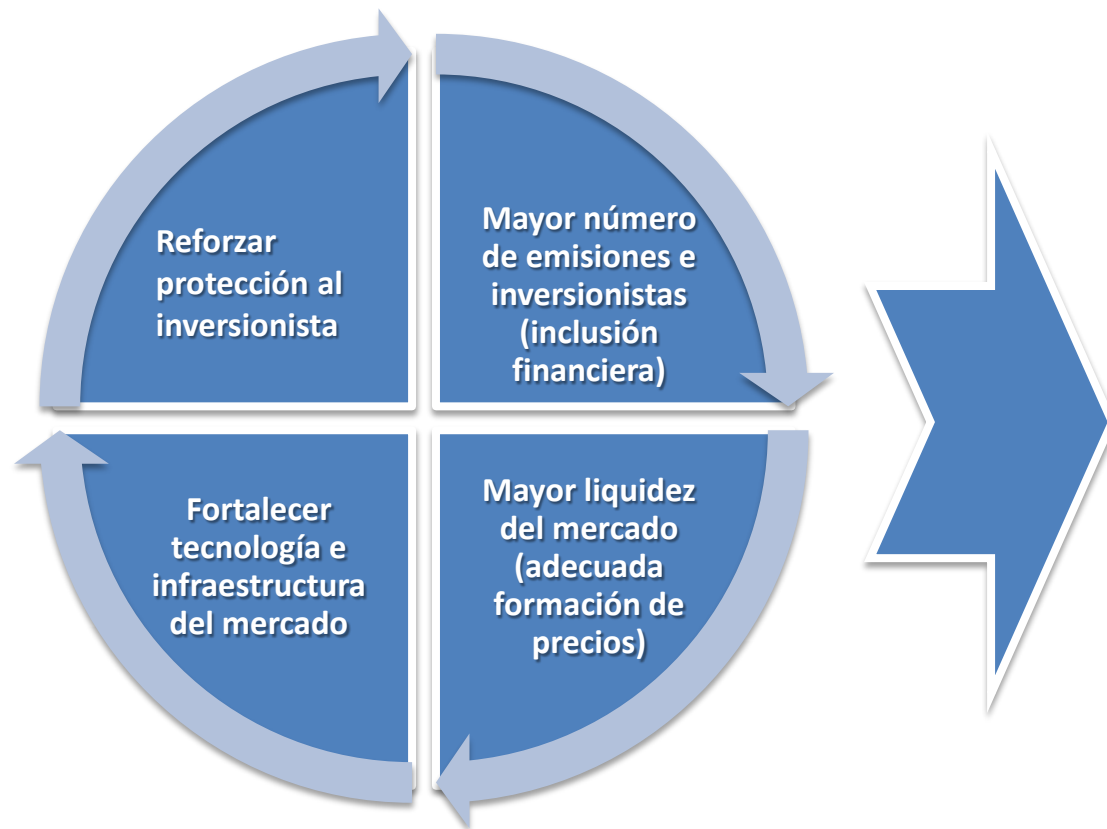 Reforzar
protección al
inversionista
Mayor número
de emisiones e
inversionistas
(inclusión
financiera)
Fortalecer
tecnología e
infraestructura
del mercado
Mayor liquidez
del mercado
(adecuada
formación de
precios)